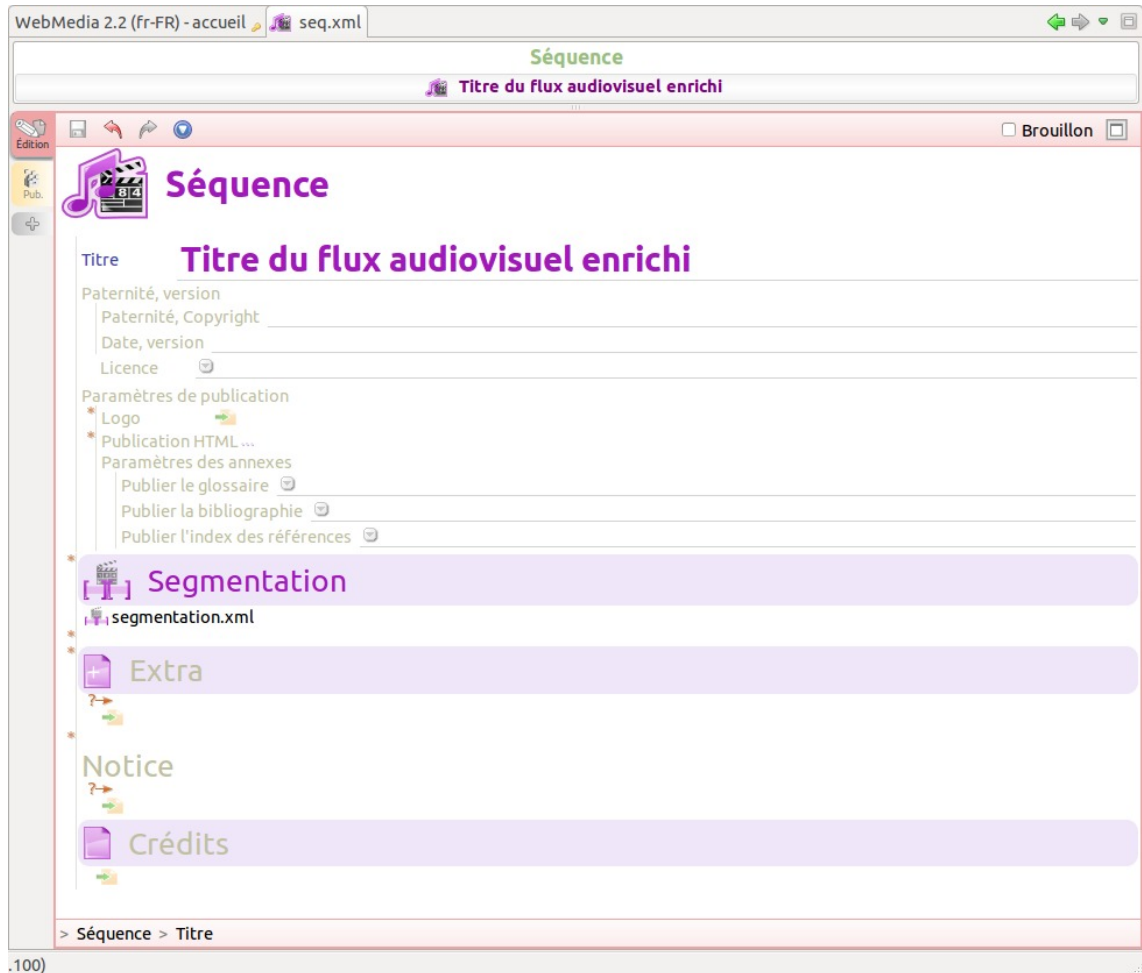 WebMedia 2.2 (fr-FR) - accueil seq.xml
Séquence
Titre du flux audiovisuel enrichi
Édition
Brouillon
Pub.
Séquence
Titre Titre du flux audiovisuel enrichi
Paternité, version
Paternité, Copyright
Date, version
Licence
Paramètres de publication
* Logo
* Publication HTML ...
Paramètres des annexes
Publier le glossaire
Publier la bibliographie
Publier l'index des références
*
Segmentation
segmentation.xml
*
*
Extra
?
*
Notice
?
Crédits
> Séquence > Titre
.100)